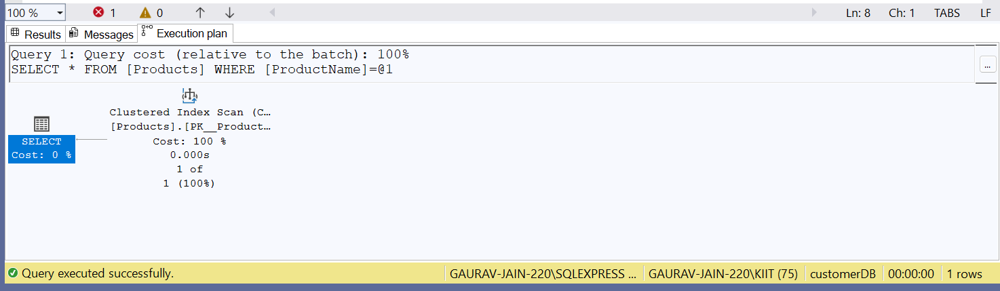 100 % 1 0 Ln: 8 Ch: 1 TABS LF
Results Messages Execution plan
Query 1: Query cost (relative to the batch): 100%
SELECT * FROM [Products] WHERE [ProductName]=@1
...
Clustered Index Scan (C…
[Products].[PK__Product…
Cost: 100 %
0.000s
1 of
1 (100%)
SELECT
Cost: 0 %
Query executed successfully. GAURAV-JAIN-220\SQLEXPRESS ... GAURAV-JAIN-220\KIIT (75) customerDB 00:00:00 1 rows